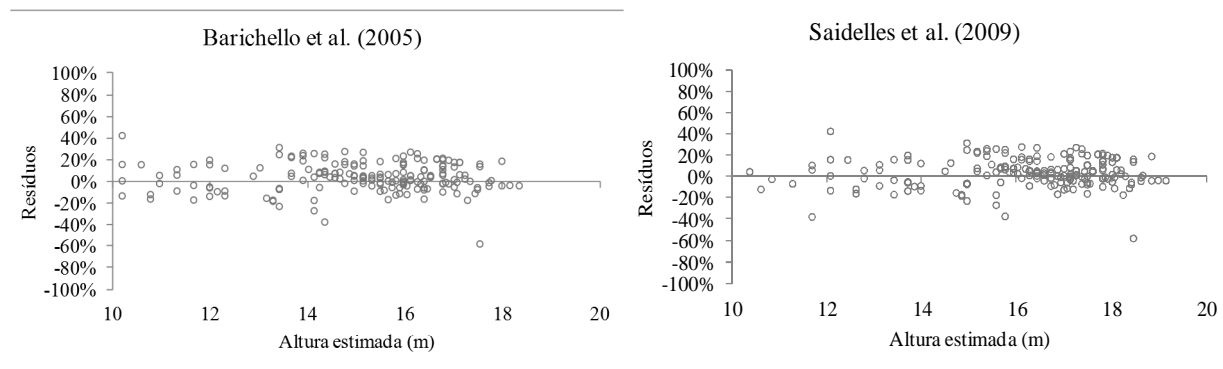 Barichello et al. (2005)
100%
80%
60%
40%
20%
0%
-20%
-40%
-60%
-80%
-100%
Resíduos
10 12 14 16 18 20
Altura estimada (m)
Saidelles et al. (2009)
100%
80%
60%
40%
20%
0%
-20%
-40%
-60%
-80%
-100%
Resíduos
10 12 14 16 18 20
Altura estimada (m)